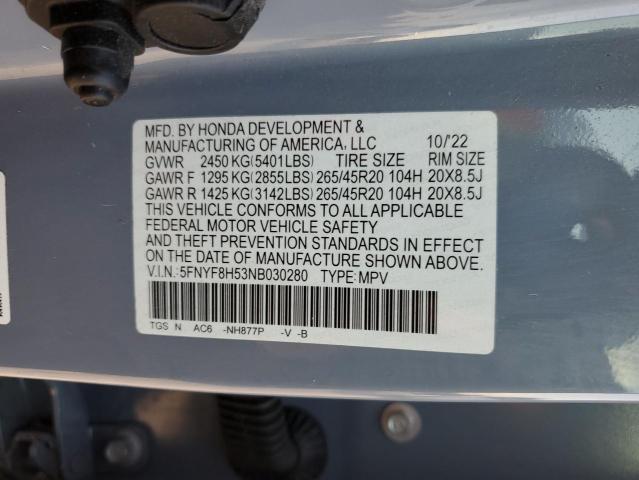 MFD. BY HONDA DEVELOPMENT &
MANUFACTURING OF AMERICA, LLC 10/'22
GVWR 2450 KG(5401LBS) TIRE SIZE RIM SIZE
GAWR F 1295 KG(2855LBS) 265/45R20 104H 20X8.5J
GAWR R 1425 KG(3142LBS) 265/45R20 104H 20X8.5J
THIS VEHICLE CONFORMS TO ALL APPLICABLE
FEDERAL MOTOR VEHICLE SAFETY
AND THEFT PREVENTION STANDARDS IN EFFECT
ON THE DATE OF MANUFACTURE SHOWN ABOVE.
V.I.N.:5FNYF8H53NB030280 TYPE:MPV
TGS N AC6 -NH877P -V -B